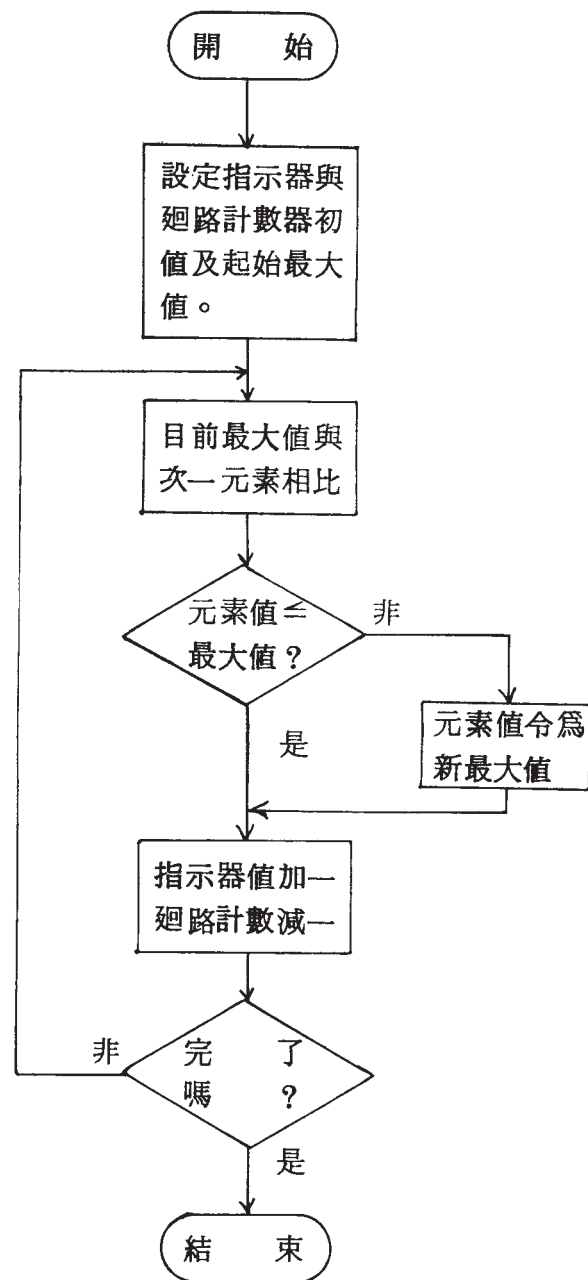 開 始
設定指示器與
廻路計數器初
值及起始最大
值。
目前最大值與
次一元素相比
元素值≦
最大值？
非
是
元素值令爲
新最大值
指示器值加一
廻路計數減一
非
完 了
嗎 ？
是
結 束